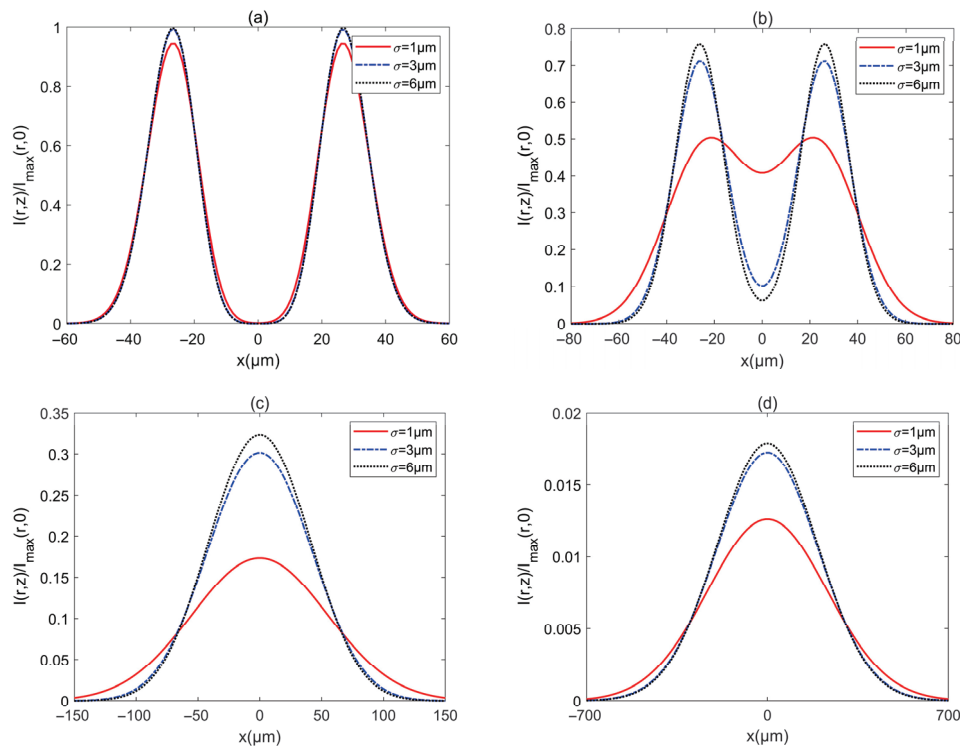 (a)
I(r,z)/I_max(r,0)
1
0.8
0.6
0.4
0.2
0
−60 −40 −20 0 20 40 60
x(μm)
σ=1μm
σ=3μm
σ=6μm
(b)
I(r,z)/I_max(r,0)
0.8
0.7
0.6
0.5
0.4
0.3
0.2
0.1
0
−80 −60 −40 −20 0 20 40 60 80
x(μm)
σ=1μm
σ=3μm
σ=6μm
(c)
I(r,z)/I_max(r,0)
0.35
0.3
0.25
0.2
0.15
0.1
0.05
0
−150 −100 −50 0 50 100 150
x(μm)
σ=1μm
σ=3μm
σ=6μm
(d)
I(r,z)/I_max(r,0)
0.02
0.015
0.01
0.005
0
−700 0 700
x(μm)
σ=1μm
σ=3μm
σ=6μm